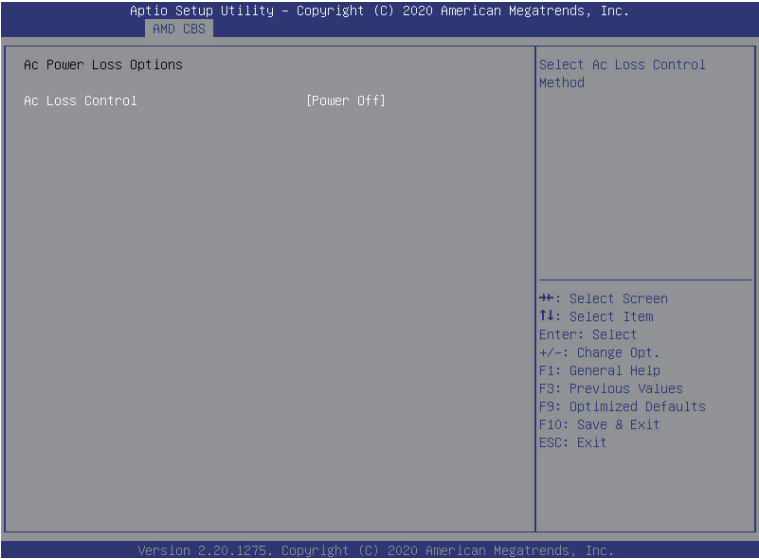 Aptio Setup Utility – Copyright (C) 2020 American Megatrends, Inc.
AMD CBS
Ac Power Loss Options
Ac Loss Control [Power Off]
Select Ac Loss Control
Method
→←: Select Screen
↑↓: Select Item
Enter: Select
+/-: Change Opt.
F1: General Help
F3: Previous Values
F9: Optimized Defaults
F10: Save & Exit
ESC: Exit
Version 2.20.1275. Copyright (C) 2020 American Megatrends, Inc.